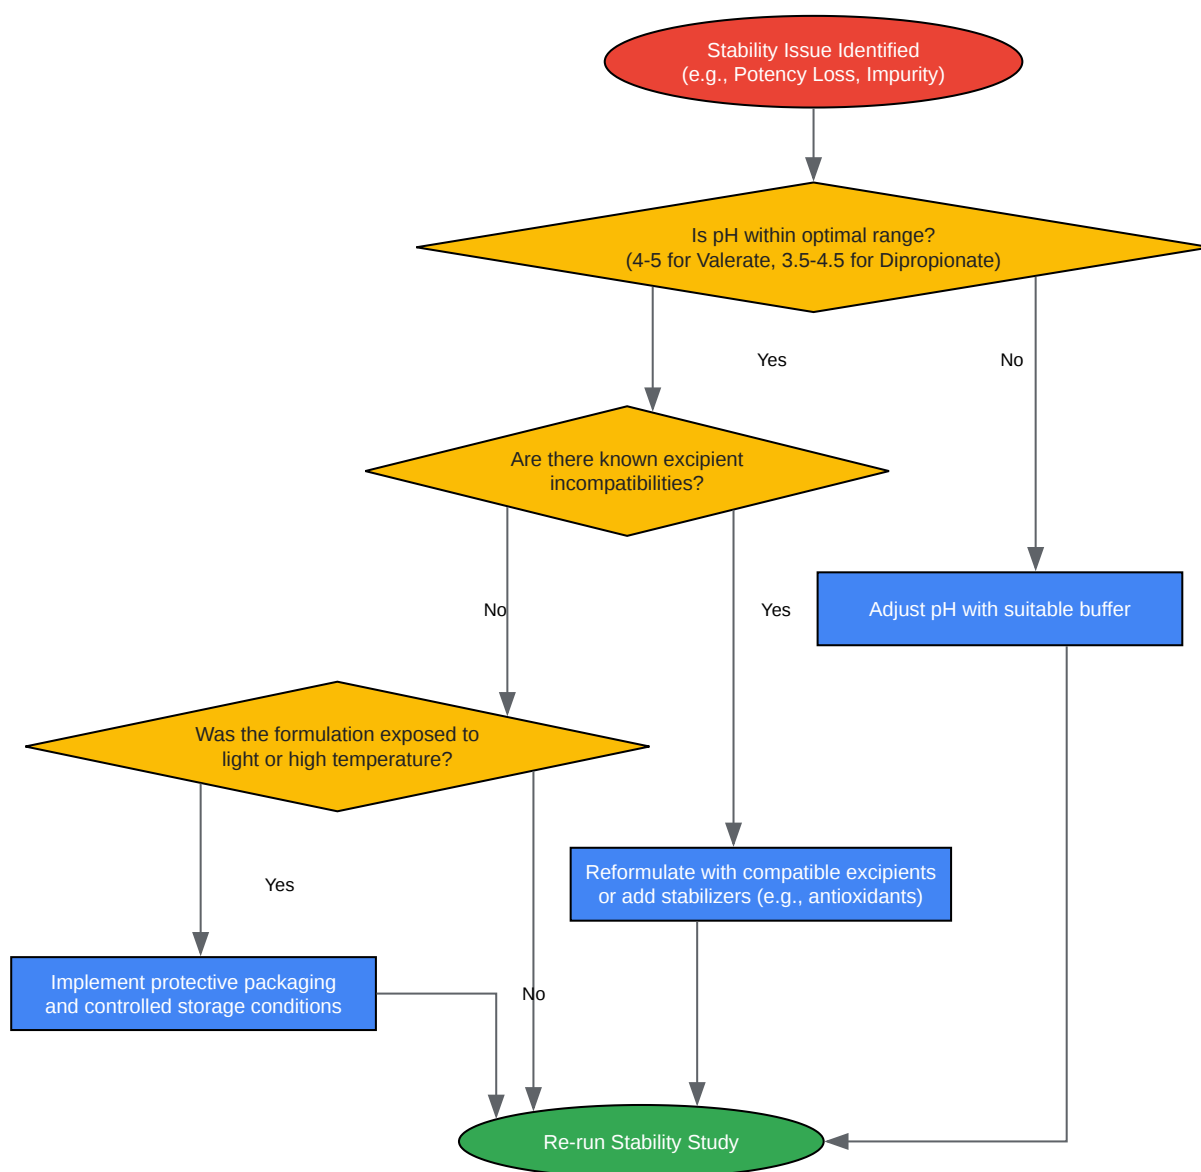 Stability Issue Identified
(e.g., Potency Loss, Impurity)
Is pH within optimal range?
(4-5 for Valerate, 3.5-4.5 for Dipropionate)
Yes
No
Are there known excipient
incompatibilities?
No
Yes
Adjust pH with suitable buffer
Was the formulation exposed to
light or high temperature?
Yes
Reformulate with compatible excipients
or add stabilizers (e.g., antioxidants)
Implement protective packaging
and controlled storage conditions
No
Re-run Stability Study